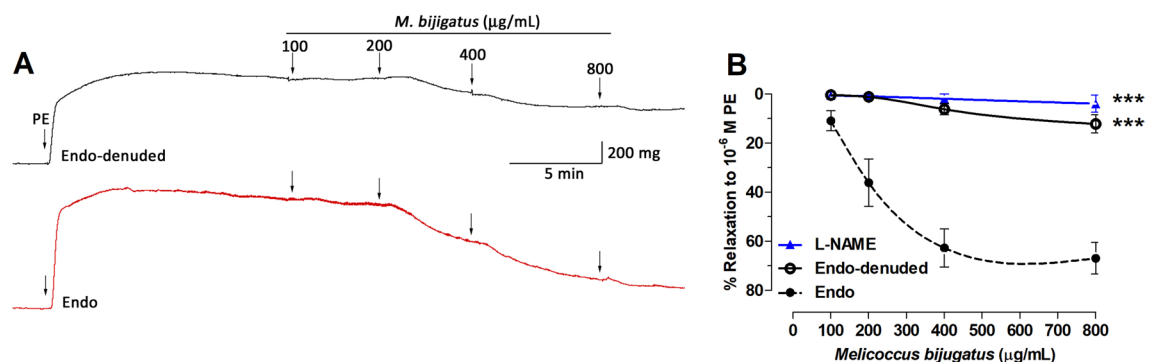 A
M. bijigatus (µg/mL)
100 200 400 800
PE
Endo-denuded
200 mg
5 min
Endo
B
% Relaxation to 10⁻⁶ M PE
0
20
40
60
80
***
***
L-NAME
Endo-denuded
Endo
0 100 200 300 400 500 600 700 800
Melicoccus bijugatus (µg/mL)